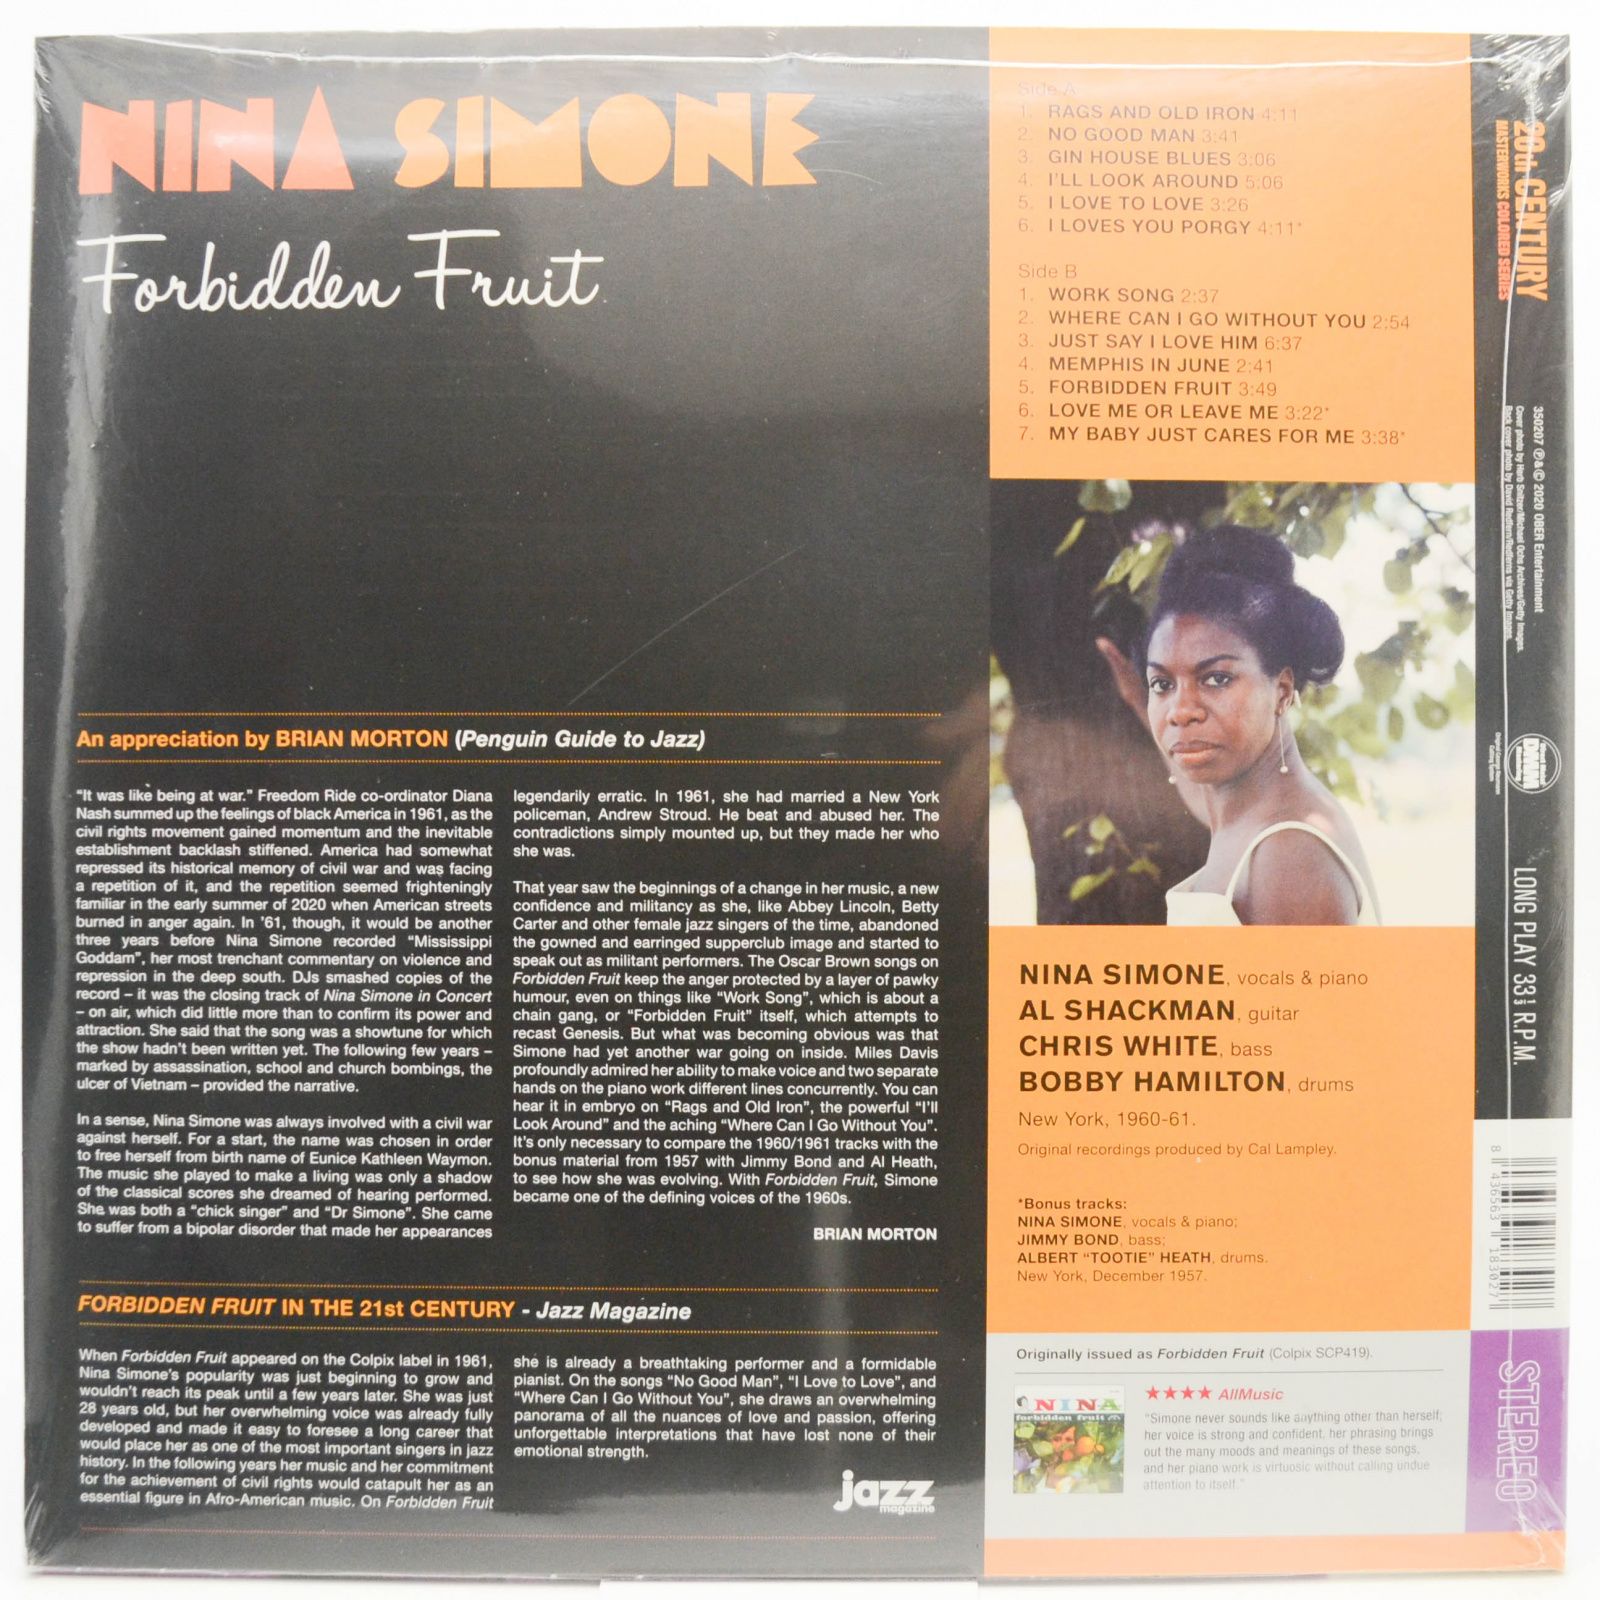 NINA SIMONE
Forbidden Fruit
An appreciation by BRIAN MORTON (Penguin Guide to Jazz)
“It was like being at war.” Freedom Ride co-ordinator Diana
Nash summed up the feelings of black America in 1961, as the
civil rights movement gained momentum and the inevitable
establishment backlash stiffened. America had somewhat
repressed its historical memory of civil war and was facing
a repetition of it, and the repetition seemed frighteningly
familiar in the early summer of 2020 when American streets
burned in anger again. In ’61, though, it would be another
three years before Nina Simone recorded “Mississippi
Goddam”, her most trenchant commentary on violence and
repression in the deep south. DJs smashed copies of the
record – it was the closing track of Nina Simone in Concert
– on air, which did little more than to confirm its power and
attraction. She said that the song was a showtune for which
the show hadn’t been written yet. The following few years –
marked by assassination, school and church bombings, the
ulcer of Vietnam – provided the narrative.
In a sense, Nina Simone was always involved with a civil war
against herself. For a start, the name was chosen in order
to free herself from birth name of Eunice Kathleen Waymon.
The music she played to make a living was only a shadow
of the classical scores she dreamed of hearing performed.
She was both a “chick singer” and “Dr Simone”. She came
to suffer from a bipolar disorder that made her appearances
legendarily erratic. In 1961, she had married a New York
policeman, Andrew Stroud. He beat and abused her. The
contradictions simply mounted up, but they made her who
she was.
That year saw the beginnings of a change in her music, a new
confidence and militancy as she, like Abbey Lincoln, Betty
Carter and other female jazz singers of the time, abandoned
the gowned and earringed supperclub image and started to
speak out as militant performers. The Oscar Brown songs on
Forbidden Fruit keep the anger protected by a layer of pawky
humour, even on things like “Work Song”, which is about a
chain gang, or “Forbidden Fruit” itself, which attempts to
recast Genesis. But what was becoming obvious was that
Simone had yet another war going on inside. Miles Davis
profoundly admired her ability to make voice and two separate
hands on the piano work different lines concurrently. You can
hear it in embryo on “Rags and Old Iron”, the powerful “I’ll
Look Around” and the aching “Where Can I Go Without You”.
It’s only necessary to compare the 1960/1961 tracks with the
bonus material from 1957 with Jimmy Bond and Al Heath,
to see how she was evolving. With Forbidden Fruit, Simone
became one of the defining voices of the 1960s.
BRIAN MORTON
FORBIDDEN FRUIT IN THE 21st CENTURY - Jazz Magazine
When Forbidden Fruit appeared on the Colpix label in 1961,
Nina Simone’s popularity was just beginning to grow and
wouldn’t reach its peak until a few years later. She was just
28 years old, but her overwhelming voice was already fully
developed and made it easy to foresee a long career that
would place her as one of the most important singers in jazz
history. In the following years her music and her commitment
for the achievement of civil rights would catapult her as an
essential figure in Afro-American music. On Forbidden Fruit
she is already a breathtaking performer and a formidable
pianist. On the songs “No Good Man”, “I Love to Love”, and
“Where Can I Go Without You”, she draws an overwhelming
panorama of all the nuances of love and passion, offering
unforgettable interpretations that have lost none of their
emotional strength.
jazz
magazine
Side A
1. RAGS AND OLD IRON 4:11
2. NO GOOD MAN 3:41
3. GIN HOUSE BLUES 3:06
4. I’LL LOOK AROUND 5:06
5. I LOVE TO LOVE 3:26
6. I LOVES YOU PORGY 4:11*
Side B
1. WORK SONG 2:37
2. WHERE CAN I GO WITHOUT YOU 2:54
3. JUST SAY I LOVE HIM 6:37
4. MEMPHIS IN JUNE 2:41
5. FORBIDDEN FRUIT 3:49
6. LOVE ME OR LEAVE ME 3:22*
7. MY BABY JUST CARES FOR ME 3:38*
NINA SIMONE, vocals & piano
AL SHACKMAN, guitar
CHRIS WHITE, bass
BOBBY HAMILTON, drums
New York, 1960-61.
Original recordings produced by Cal Lampley.
*Bonus tracks:
NINA SIMONE, vocals & piano;
JIMMY BOND, bass;
ALBERT “TOOTIE” HEATH, drums.
New York, December 1957.
Originally issued as Forbidden Fruit (Colpix SCP419).
NINA
forbidden fruit
★★★★ AllMusic
“Simone never sounds like anything other than herself;
her voice is strong and confident, her phrasing brings
out the many moods and meanings of these songs,
and her piano work is virtuosic without calling undue
attention to itself.”
20th CENTURY
MASTERWORKS COLORED SERIES
350207 ℗&© 2020 OBER Entertainment
Cover photo by Herb Snitzer/Michael Ochs Archives/Getty Images.
Back cover photo by David Redfern/Redferns via Getty Images.
DMM
LONG PLAY 33⅓ R.P.M.
8 436563 183027
STEREO